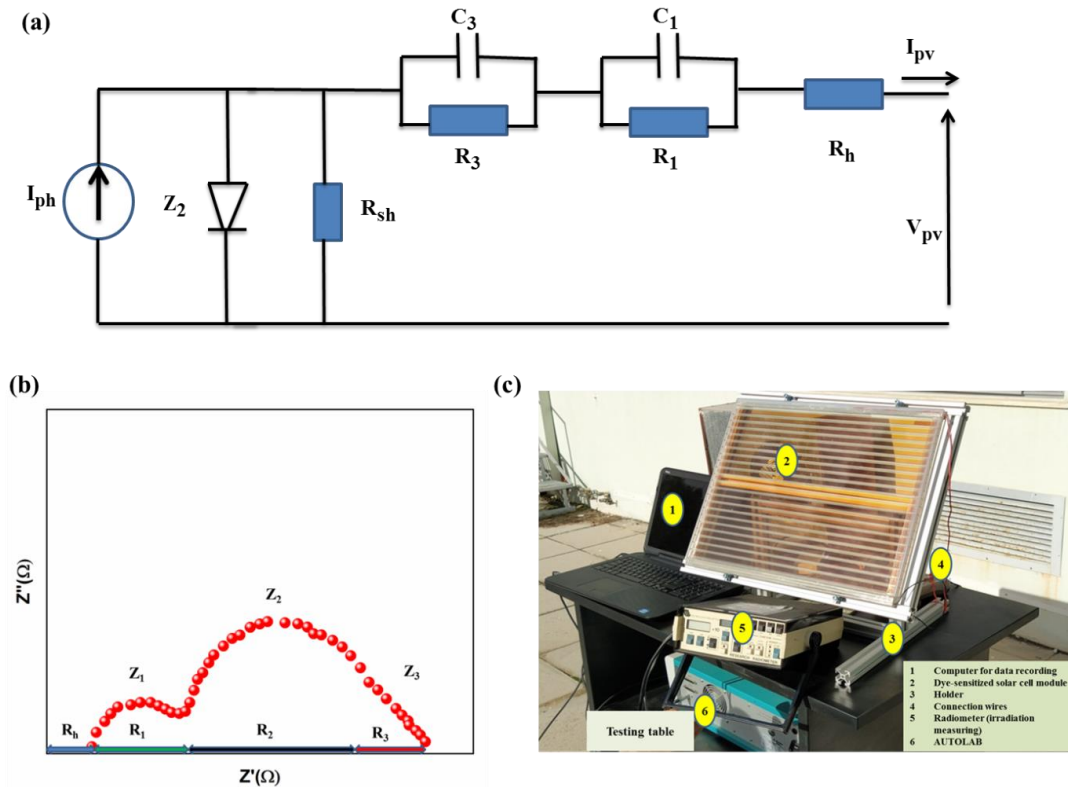 (a)
C3
C1
Ipv
R3
R1
Rh
Iph
Z2
Rsh
Vpv
(b)
Z''(Ω)
Z1
Z2
Z3
Rh
R1
R2
R3
Z'(Ω)
(c)
1
2
3
4
5
6
Testing table
1 Computer for data recording
2 Dye-sensitized solar cell module
3 Holder
4 Connection wires
5 Radiometer (irradiation
measuring)
6 AUTOLAB